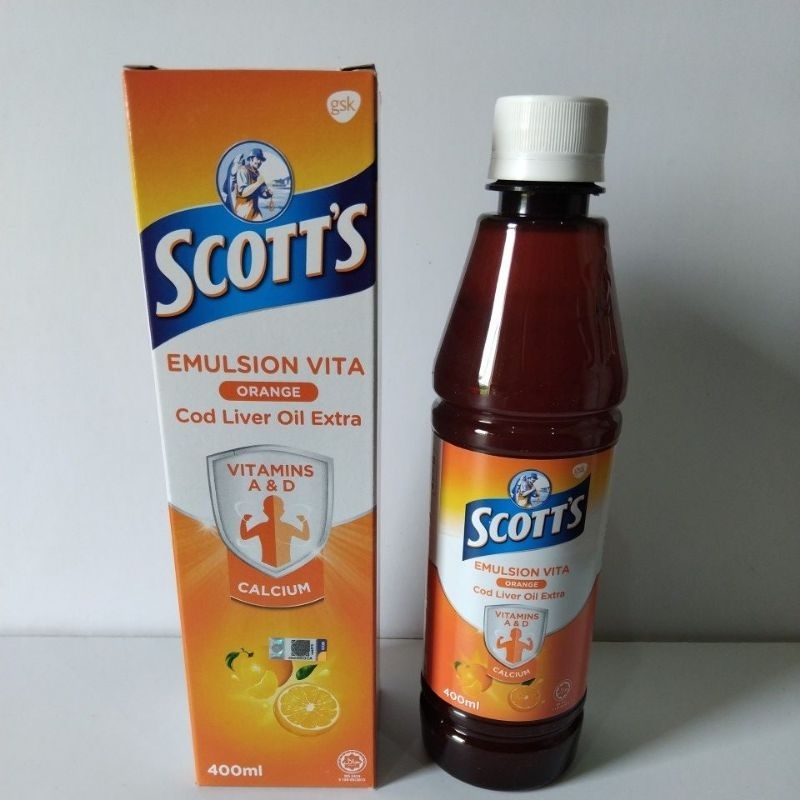 gsk
SCOTT'S
EMULSION VITA
ORANGE
Cod Liver Oil Extra
VITAMINS
A & D
CALCIUM
400ml
gsk
SCOTT'S
EMULSION VITA
ORANGE
Cod Liver Oil Extra
VITAMINS
A & D
CALCIUM
400ml